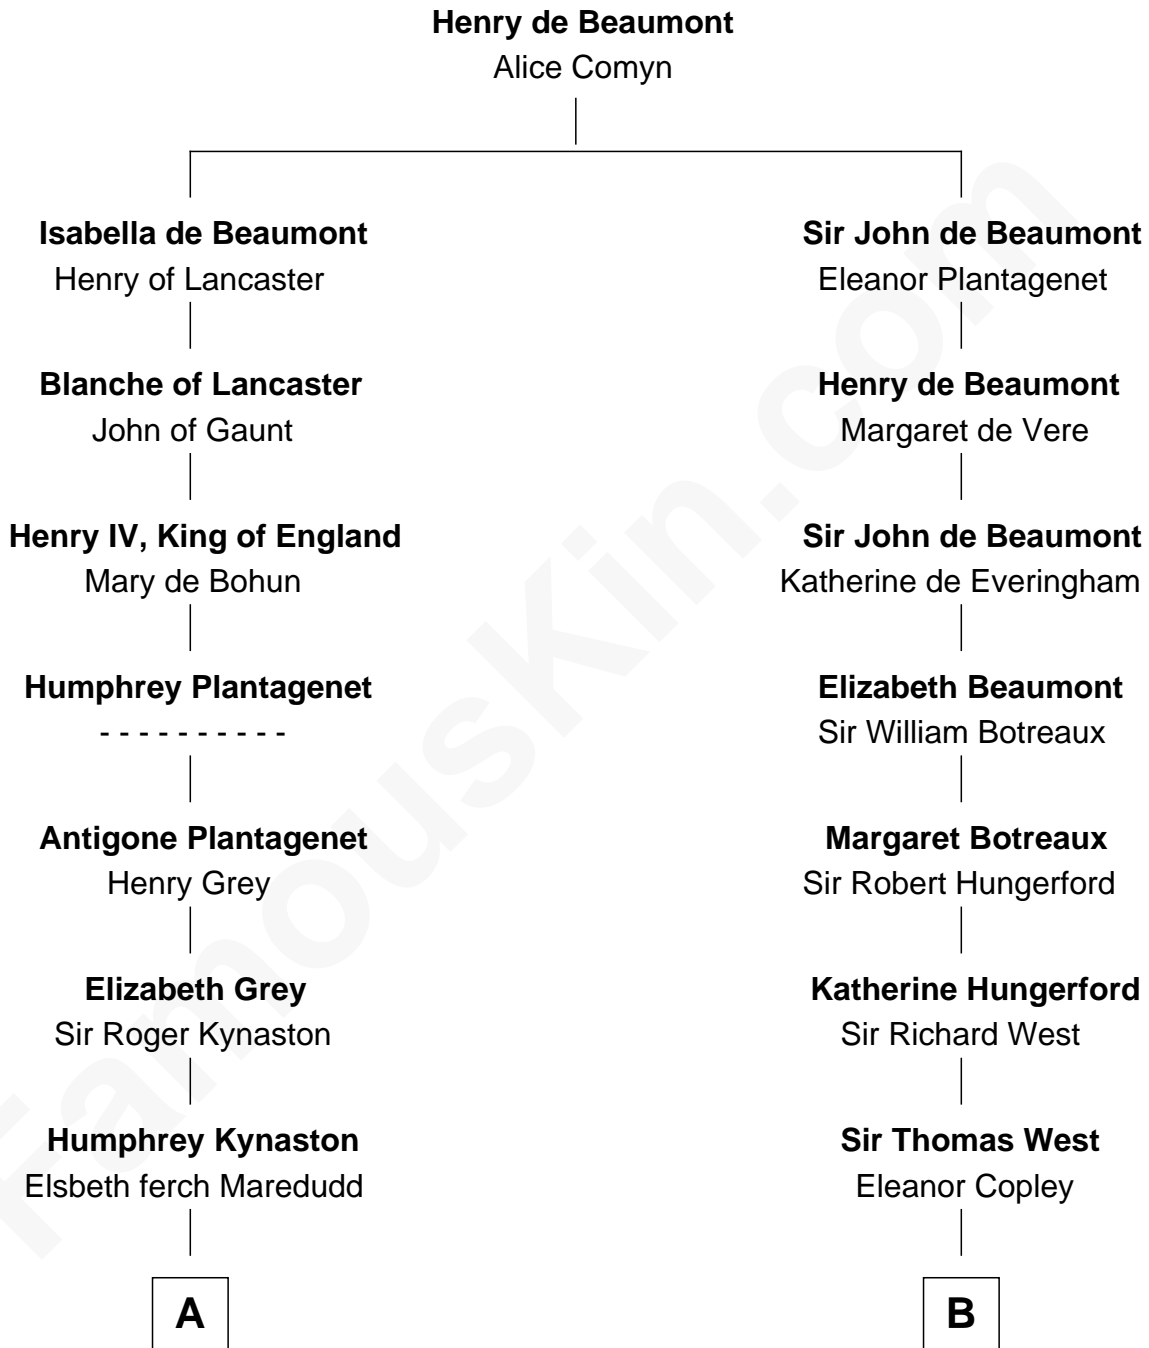 Henry de Beaumont
Alice Comyn
Isabella de Beaumont
Henry of Lancaster
Sir John de Beaumont
Eleanor Plantagenet
Blanche of Lancaster
John of Gaunt
Henry de Beaumont
Margaret de Vere
Henry IV, King of England
Mary de Bohun
Sir John de Beaumont
Katherine de Everingham
Humphrey Plantagenet
- - - - - - - - - -
Elizabeth Beaumont
Sir William Botreaux
Antigone Plantagenet
Henry Grey
Margaret Botreaux
Sir Robert Hungerford
Elizabeth Grey
Sir Roger Kynaston
Katherine Hungerford
Sir Richard West
Humphrey Kynaston
Elsbeth ferch Maredudd
Sir Thomas West
Eleanor Copley
A
B
FamousKin.com